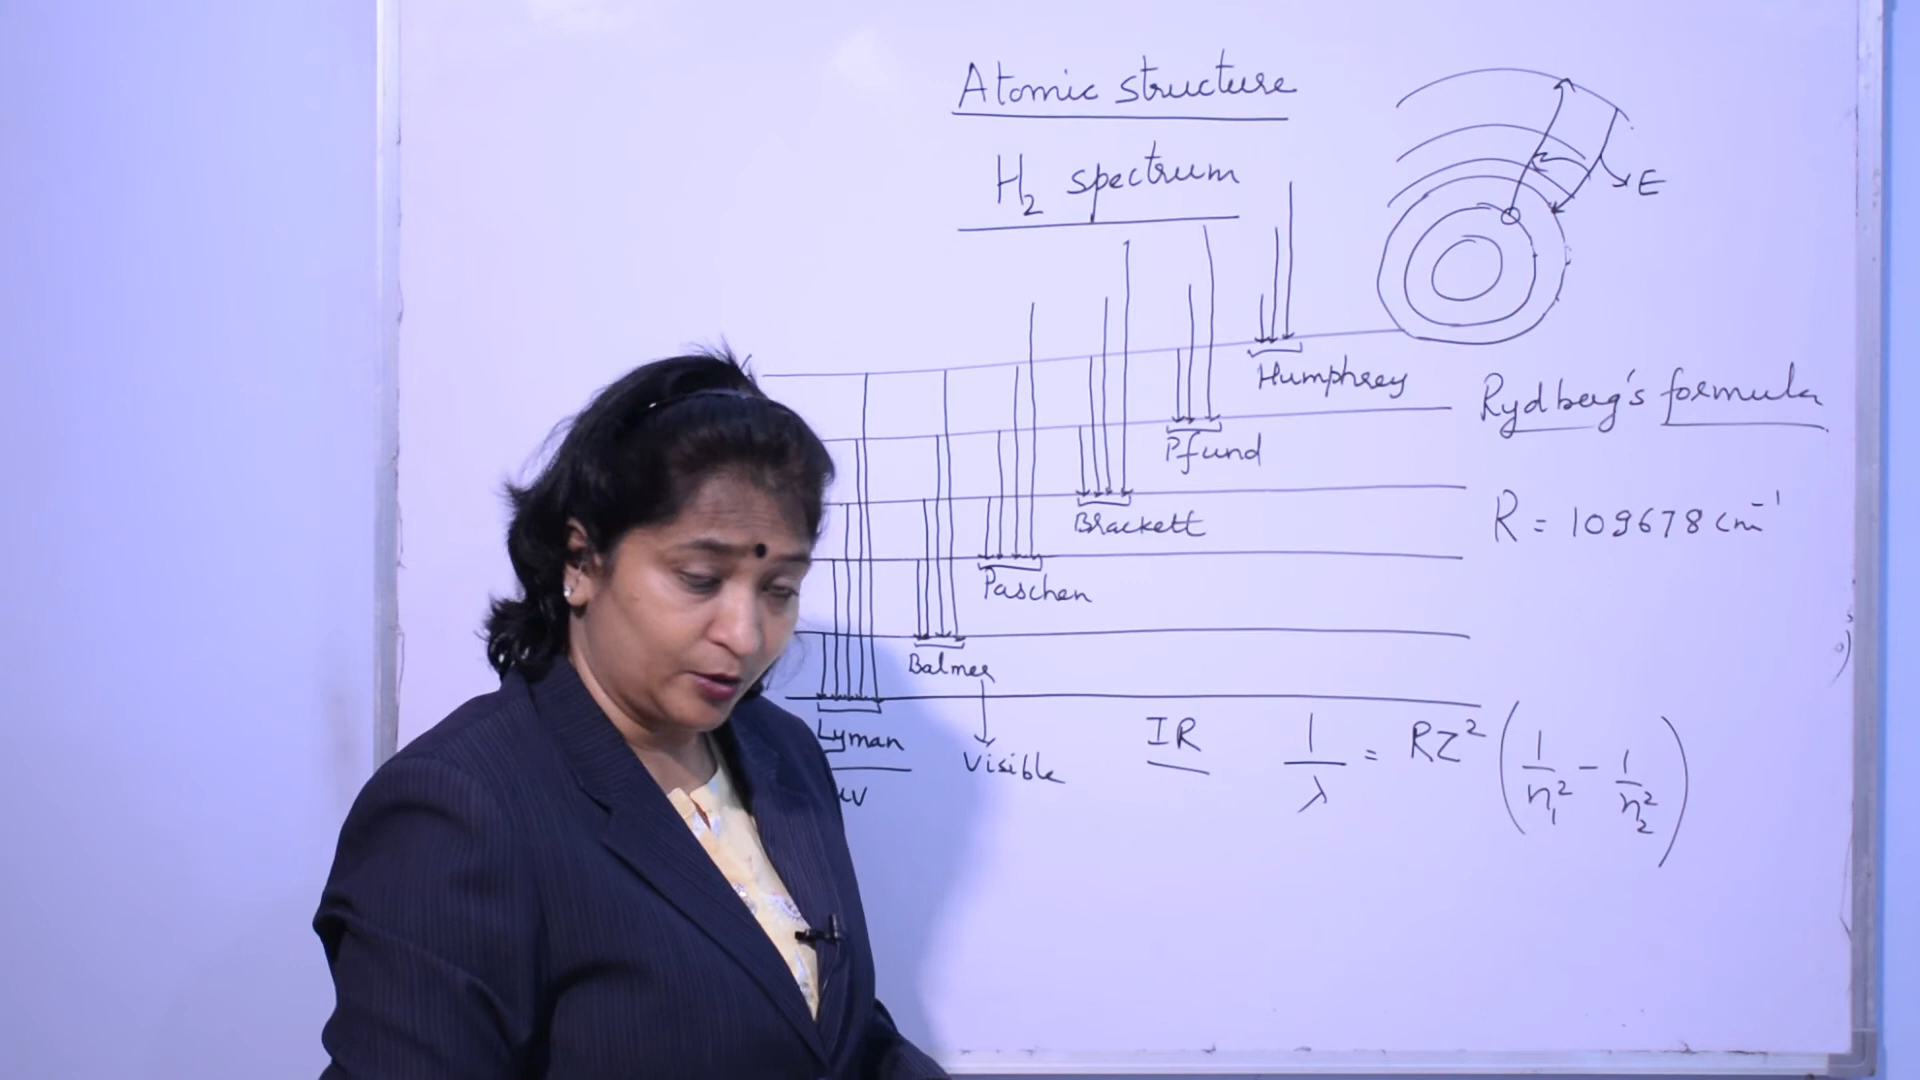 Atomic structure
H₂ spectrum
E
Humphrey
Rydberg's formula
Pfund
R = 109678 cm⁻¹
Brackett
Paschen
Balmer
Lyman
UV
Visible
IR
1/λ = RZ² (1/n₁² - 1/n₂²)